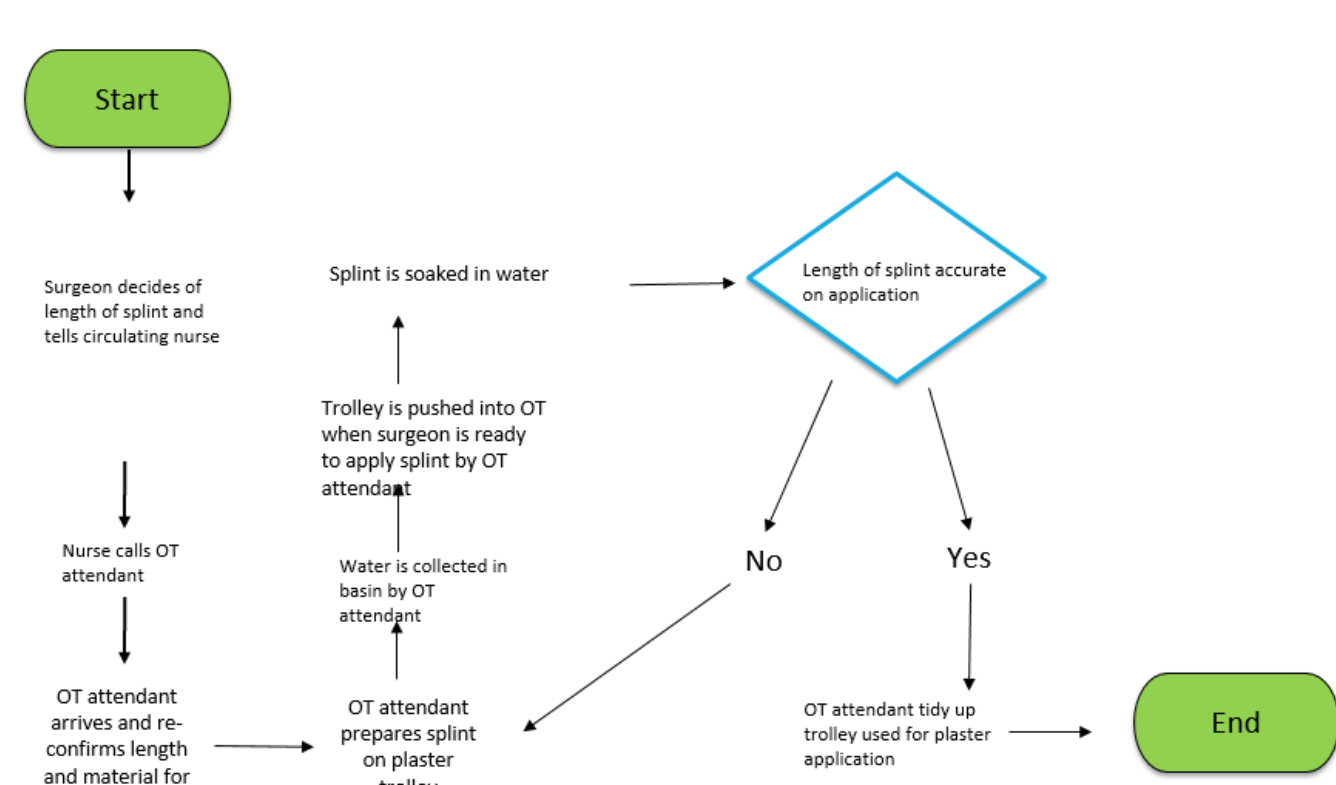 Start
Surgeon decides of
length of splint and
tells circulating nurse
Nurse calls OT
attendant
OT attendant
arrives and re-
confirms length
and material for
OT attendant
prepares splint
on plaster
trolley
Water is collected in
basin by OT
attendant
Trolley is pushed into OT
when surgeon is ready
to apply splint by OT
attendant
Splint is soaked in water
Length of splint accurate
on application
No
Yes
OT attendant tidy up
trolley used for plaster
application
End